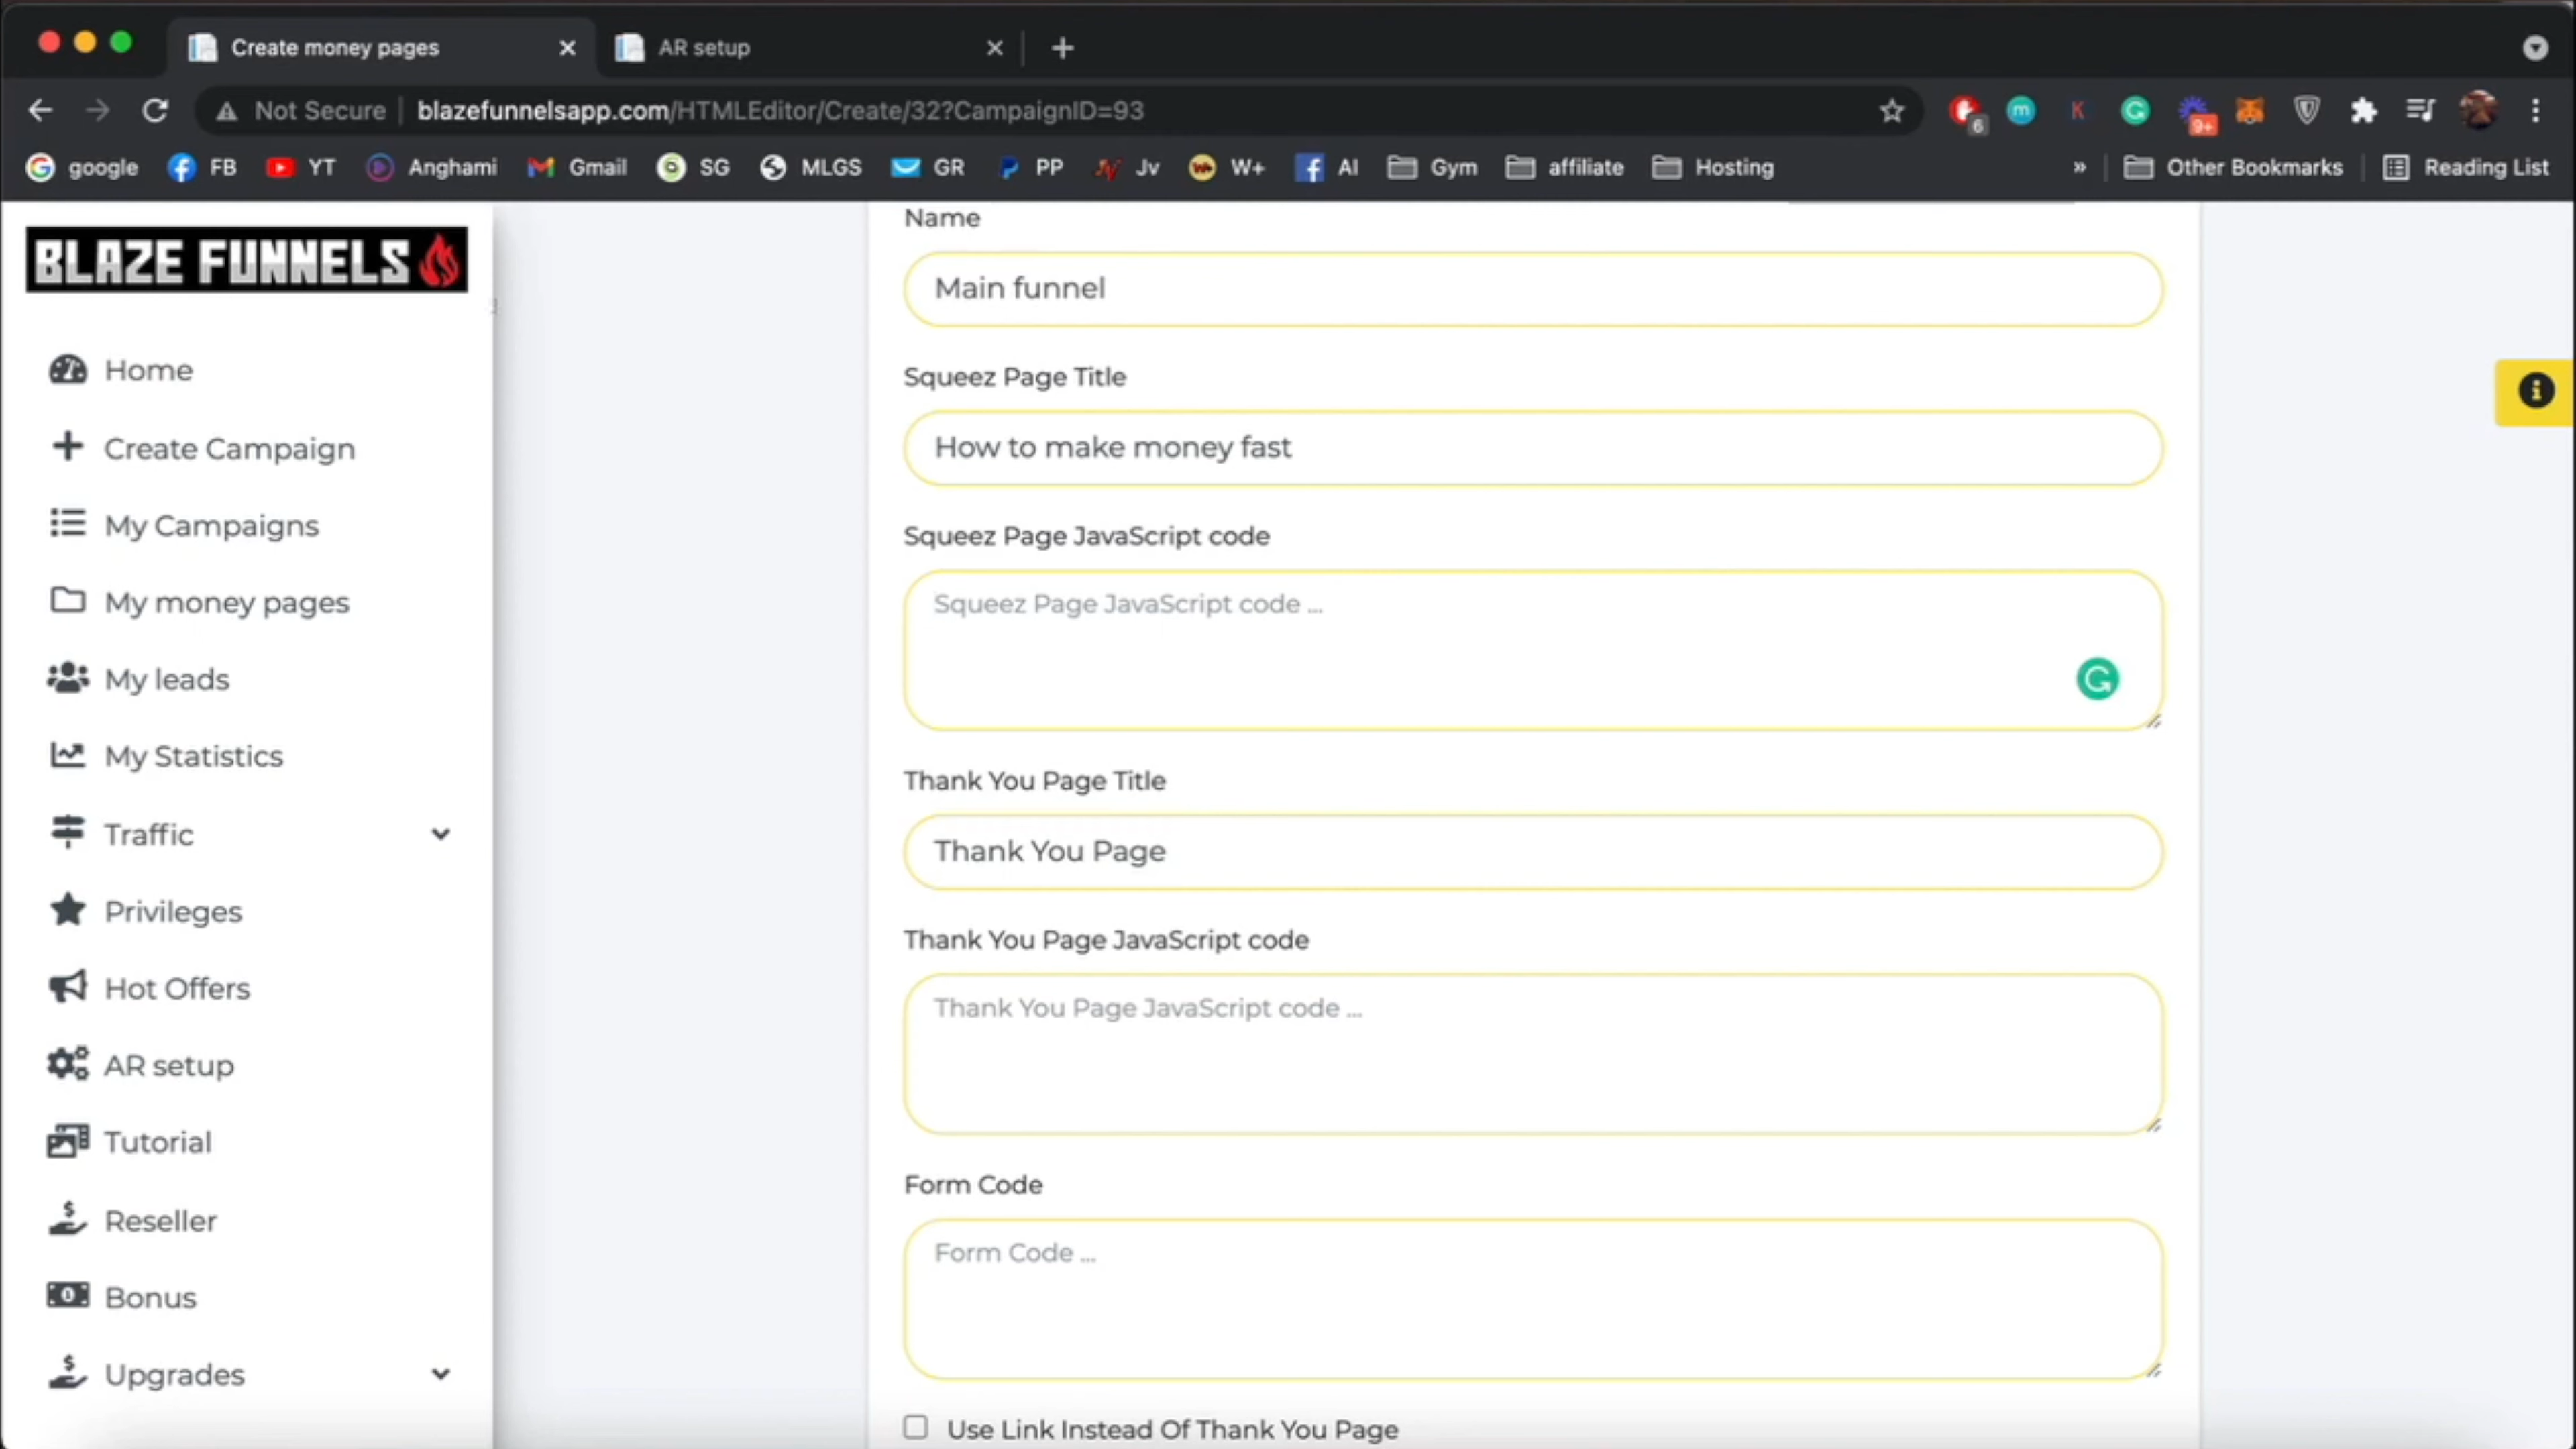 Create money pages
AR setup
Not Secure
blazefunnelsapp.com/HTMLEditor/Create/32?CampaignID=93
6
m
K
9+
google
FB
YT
Anghami
Gmail
SG
MLGS
GR
PP
Jv
W+
AI
Gym
affiliate
Hosting
»
Other Bookmarks
Reading List
BLAZE FUNNELS
Home
Create Campaign
My Campaigns
My money pages
My leads
My Statistics
Traffic
Privileges
Hot Offers
AR setup
Tutorial
Reseller
Bonus
Upgrades
Name
Main funnel
Squeez Page Title
How to make money fast
Squeez Page JavaScript code
Squeez Page JavaScript code ...
Thank You Page Title
Thank You Page
Thank You Page JavaScript code
Thank You Page JavaScript code ...
Form Code
Form Code ...
Use Link Instead Of Thank You Page